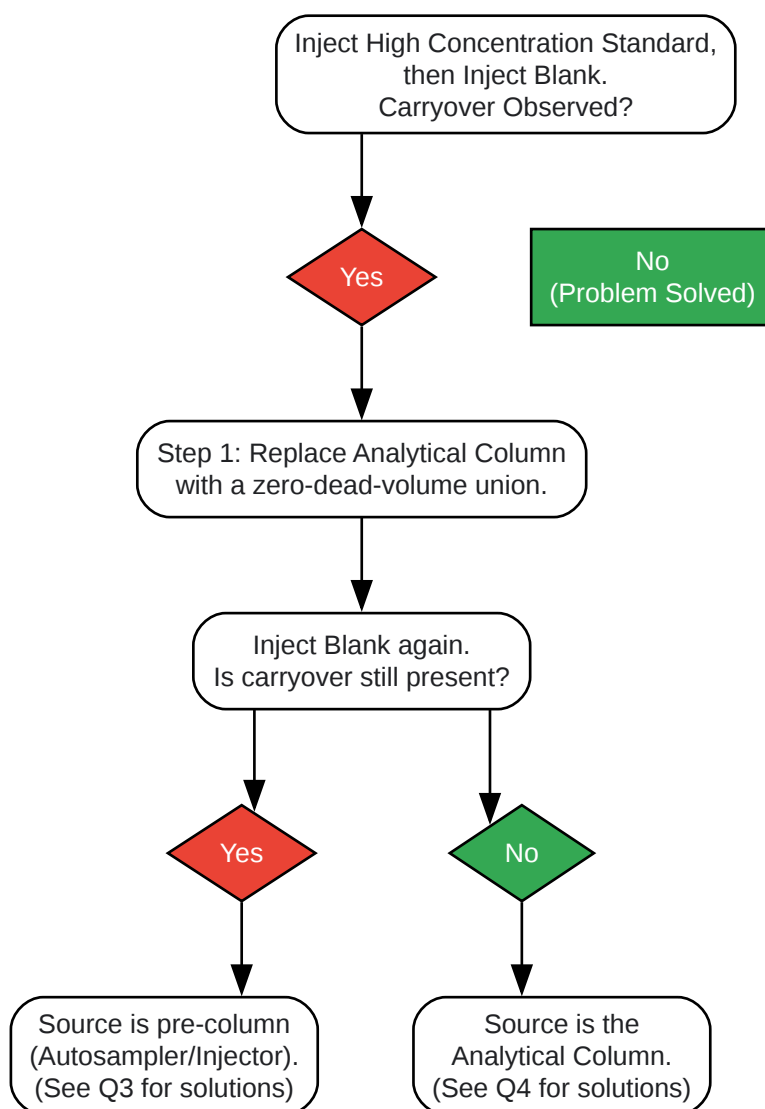 Inject High Concentration Standard,
then Inject Blank.
Carryover Observed?
Yes
No
(Problem Solved)
Step 1: Replace Analytical Column
with a zero-dead-volume union.
Inject Blank again.
Is carryover still present?
Yes
No
Source is pre-column
(Autosampler/Injector).
(See Q3 for solutions)
Source is the
Analytical Column.
(See Q4 for solutions)